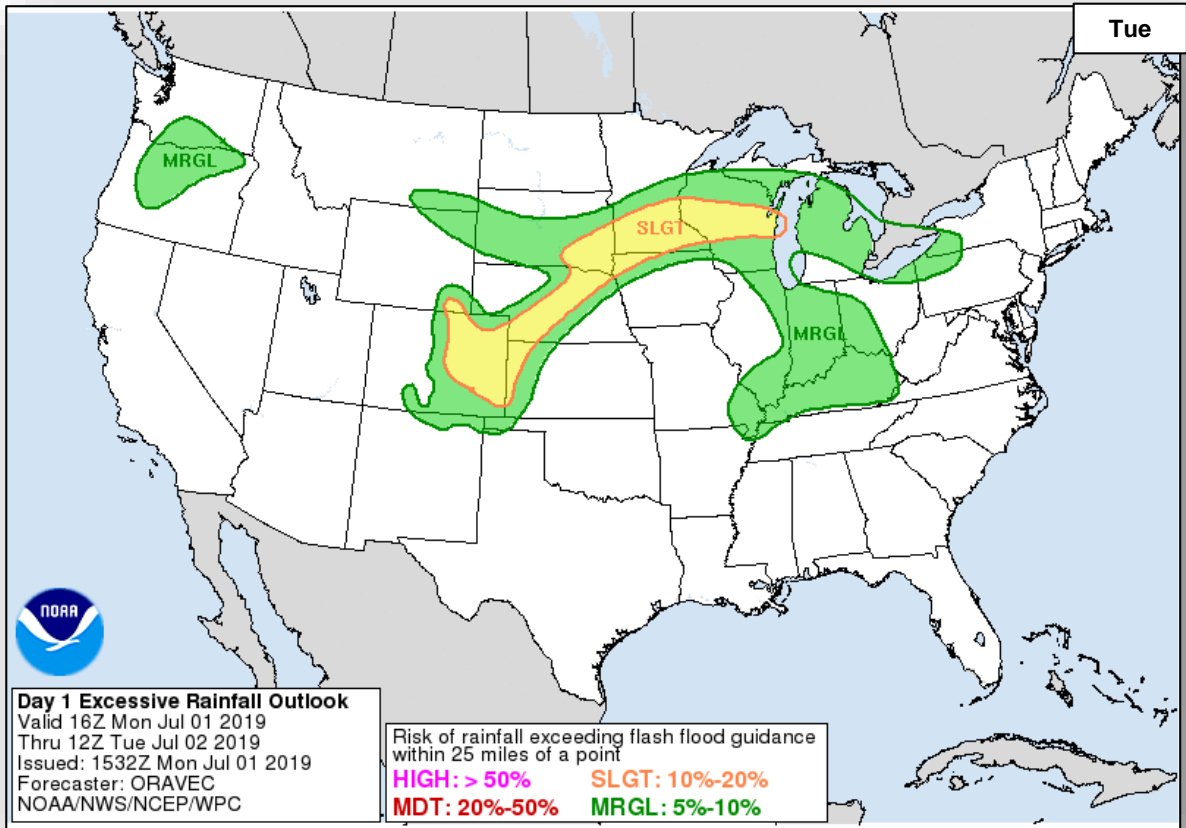 Tue
MRGL
SLGT
MRGL
NOAA
Day 1 Excessive Rainfall Outlook
Valid 16Z Mon Jul 01 2019
Thru 12Z Tue Jul 02 2019
Issued: 1532Z Mon Jul 01 2019
Forecaster: ORAVEC
NOAA/NWS/NCEP/WPC
Risk of rainfall exceeding flash flood guidance
within 25 miles of a point
HIGH: > 50% SLGT: 10%-20%
MDT: 20%-50% MRGL: 5%-10%